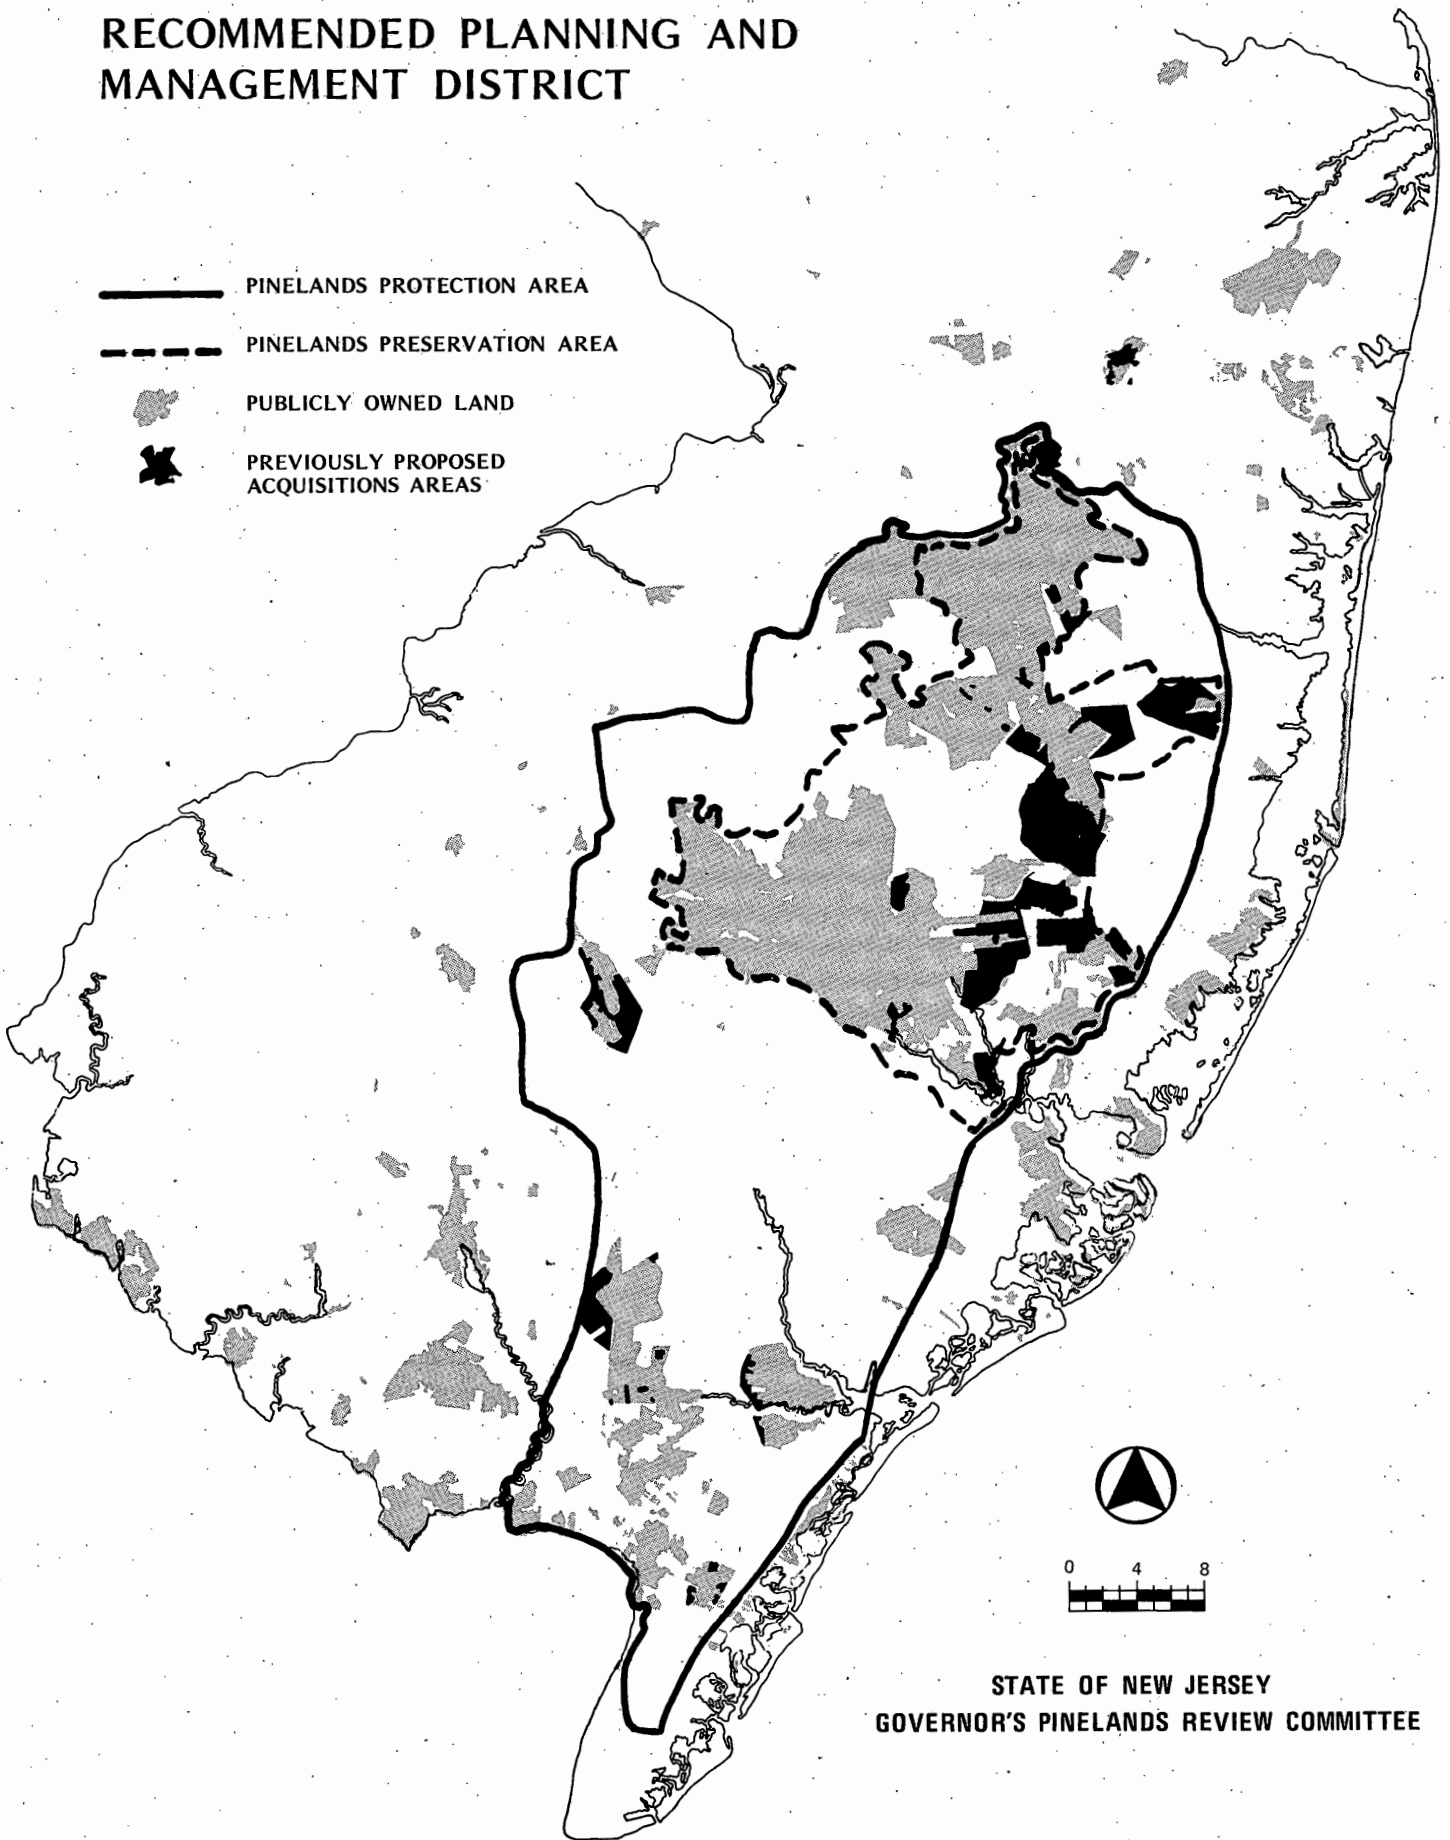 RECOMMENDED PLANNING AND
MANAGEMENT DISTRICT
PINELANDS PROTECTION AREA
PINELANDS PRESERVATION AREA
PUBLICLY OWNED LAND
PREVIOUSLY PROPOSED
ACQUISITIONS AREAS
0 4 8
STATE OF NEW JERSEY
GOVERNOR'S PINELANDS REVIEW COMMITTEE